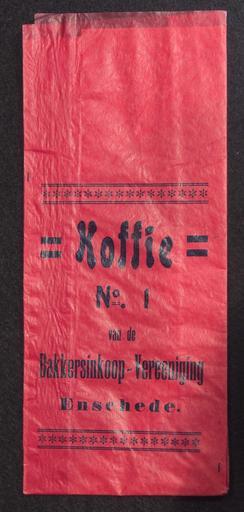 = Koffie =
No. 1
van de
Bakkersinkoop-Vereeniging
Enschede.